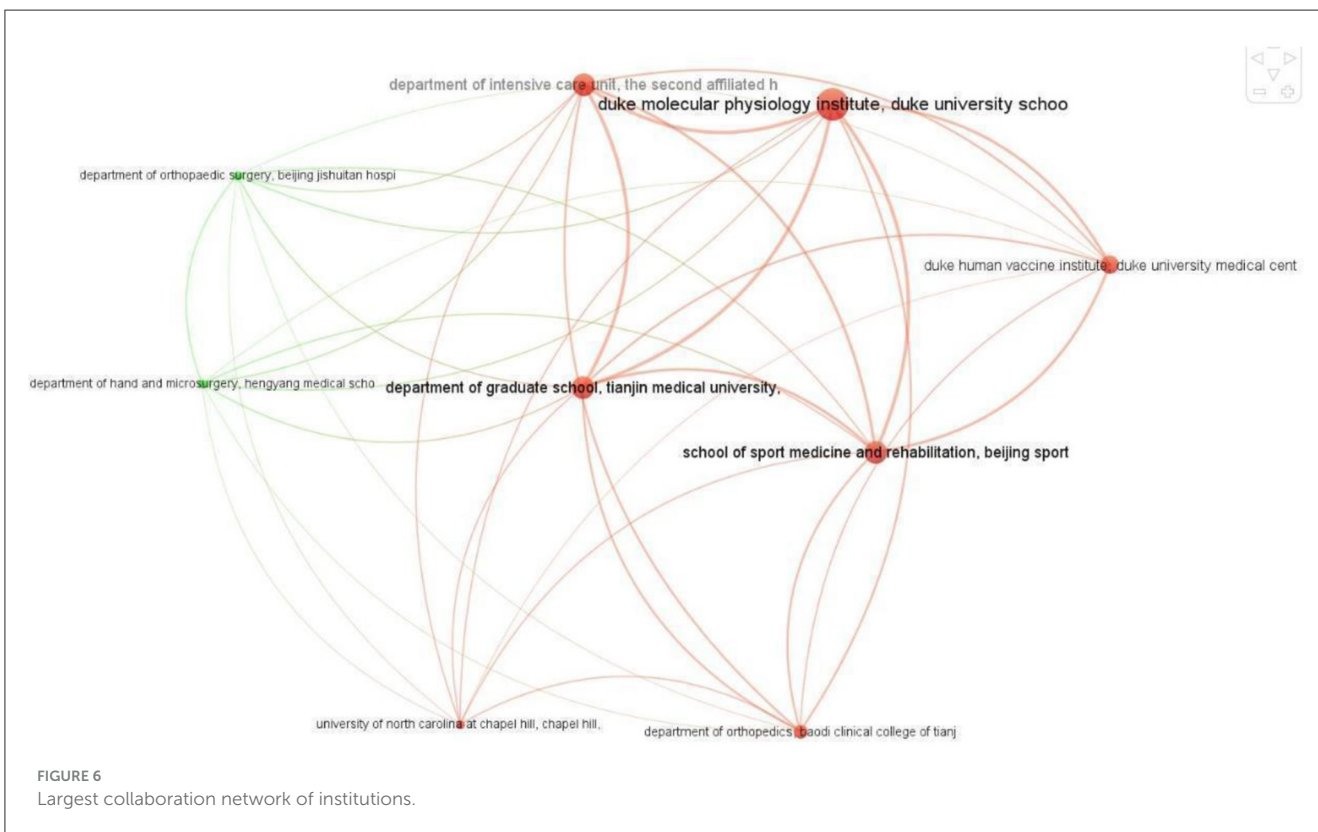 department of intensive care unit, the second affiliated h
duke molecular physiology institute, duke university schoo
department of orthopaedic surgery, beijing jishuitan hospi
duke human vaccine institute, duke university medical cent
department of hand and microsurgery, hengyang medical scho
department of graduate school, tianjin medical university,
school of sport medicine and rehabilitation, beijing sport
university of north carolina at chapel hill, chapel hill,
department of orthopedics, baodi clinical college of tianj
FIGURE 6
Largest collaboration network of institutions.